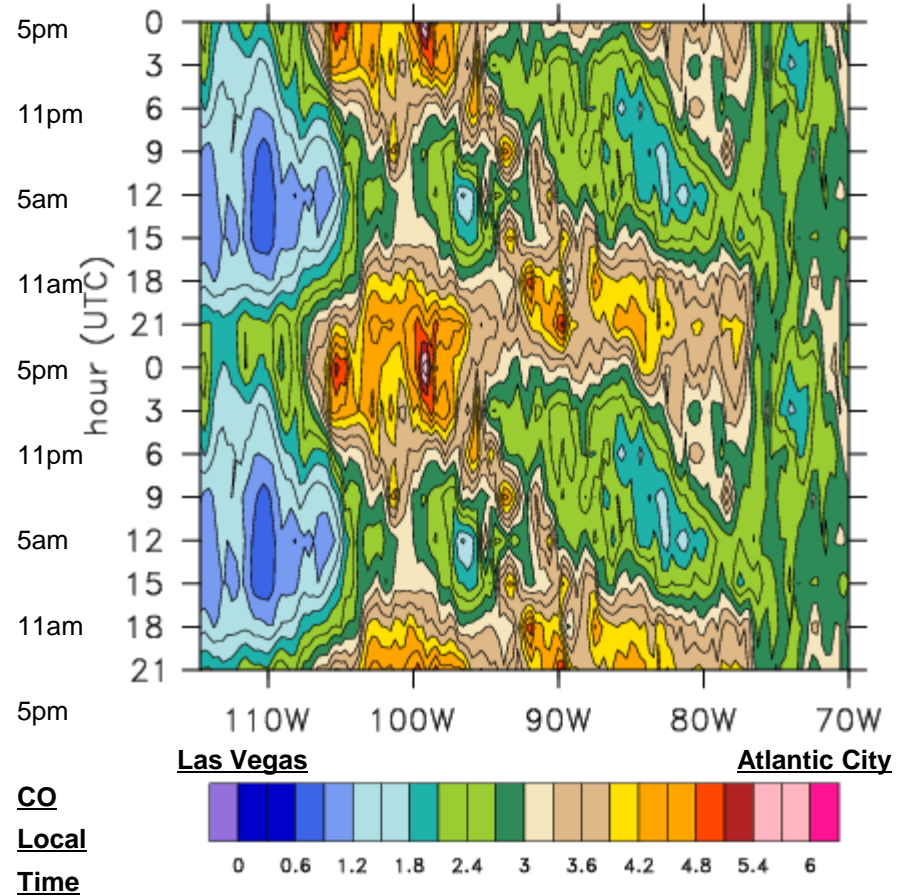 5pm 0
3
11pm 6
9
5am 12
15
11am 18
21
5pm 0
3
11pm 6
9
5am 12
15
11am 18
21
5pm
hour (UTC)
110W 100W 90W 80W 70W
Las Vegas Atlantic City
CO
Local
Time
0 0.6 1.2 1.8 2.4 3 3.6 4.2 4.8 5.4 6